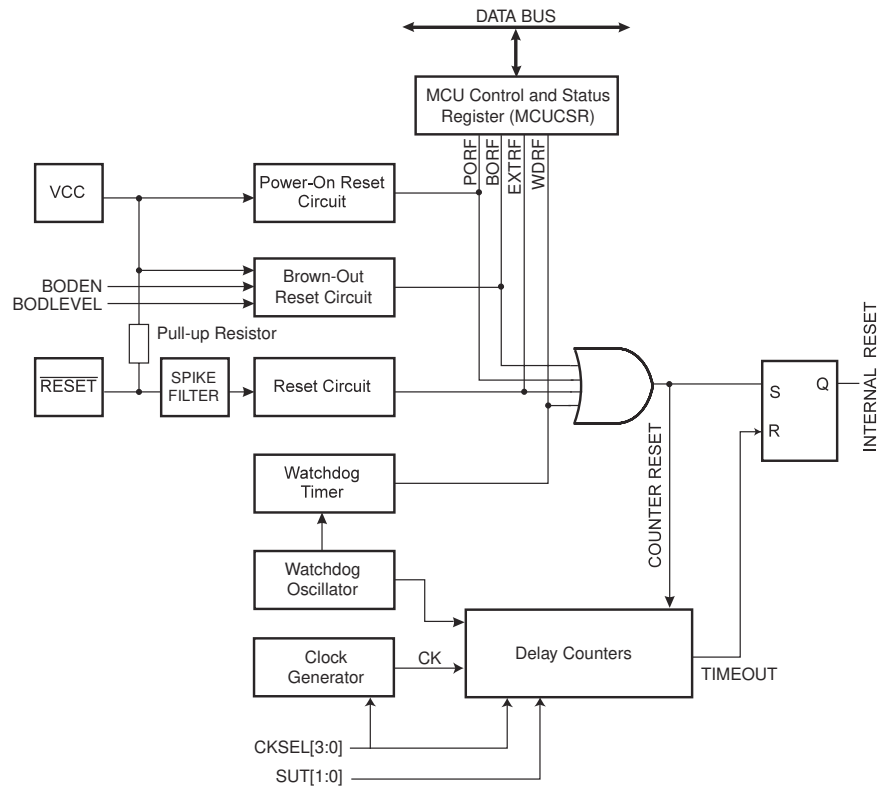 DATA BUS
MCU Control and Status
Register (MCUCSR)
PORF
BORF
EXTRF
WDRF
VCC
Power-On Reset
Circuit
BODEN
BODLEVEL
Brown-Out
Reset Circuit
Pull-up Resistor
RESET
SPIKE
FILTER
Reset Circuit
S
Q
R
INTERNAL RESET
COUNTER RESET
Watchdog
Timer
Watchdog
Oscillator
Clock
Generator
CK
Delay Counters
TIMEOUT
CKSEL[3:0]
SUT[1:0]